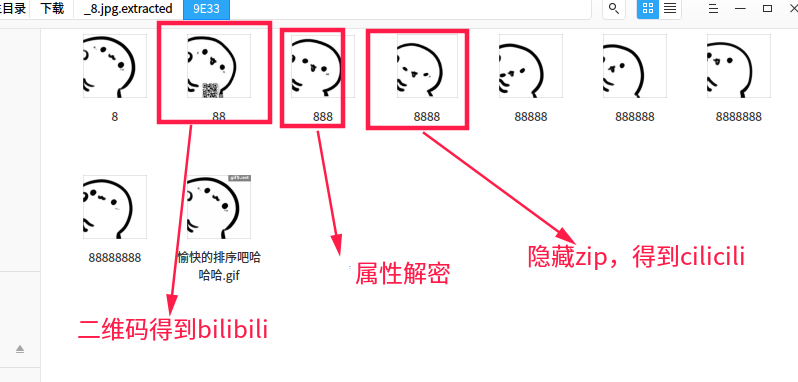 主目录 下载 _8.jpg.extracted 9E33
8 88 888 8888 88888 888888 8888888
88888888 愉快的排序吧哈
哈哈.gif
隐藏zip，得到cilicili
属性解密
二维码得到bilibili